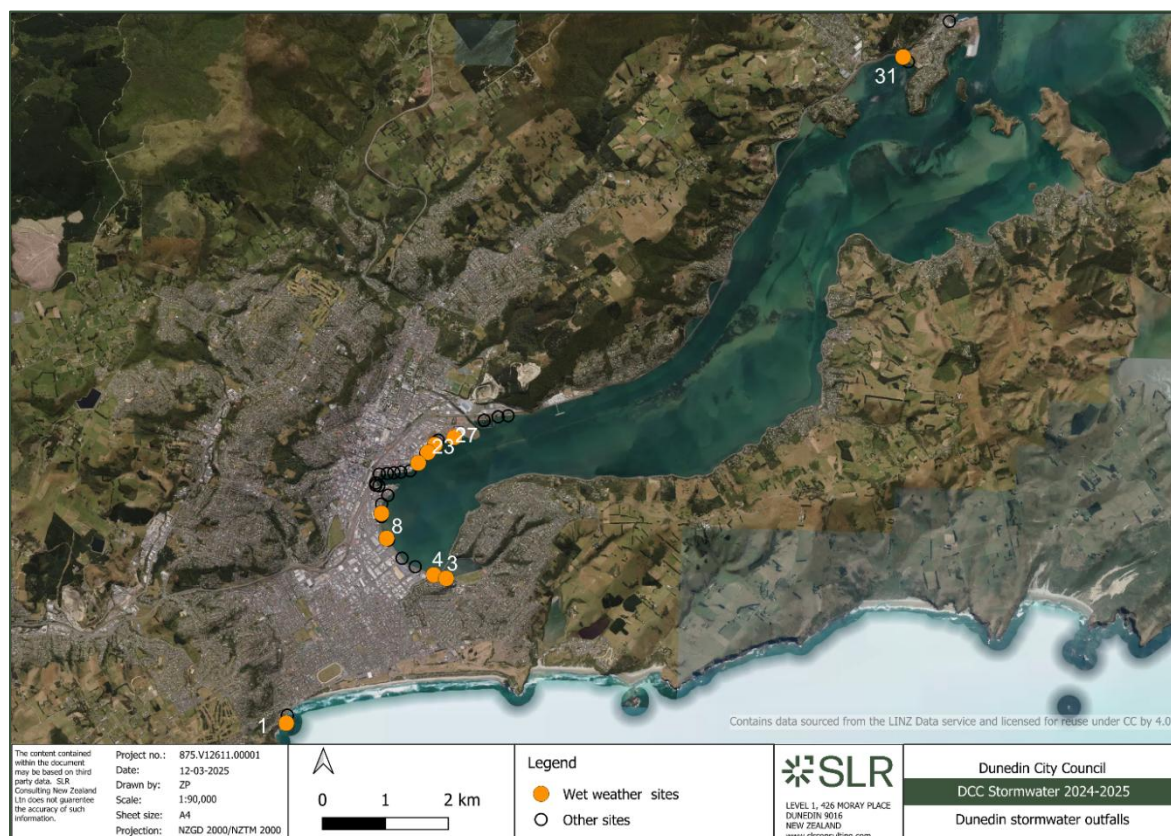 31
27
23
8
4
3
1
Contains data sourced from the LINZ Data service and licensed for reuse under CC by 4.0
The content contained
within the document
may be based on third
party data. SLR
Consulting New Zealand
Ltn does not guarentee
the accuracy of such
information.
Project no.: 875.V12611.00001
Date: 12-03-2025
Drawn by: ZP
Scale: 1:90,000
Sheet size: A4
Projection: NZGD 2000/NZTM 2000
0 1 2 km
Legend
Wet weather sites
Other sites
SLR
LEVEL 1, 426 MORAY PLACE
DUNEDIN 9016
NEW ZEALAND
www.slrconsulting.com
Dunedin City Council
DCC Stormwater 2024-2025
Dunedin stormwater outfalls